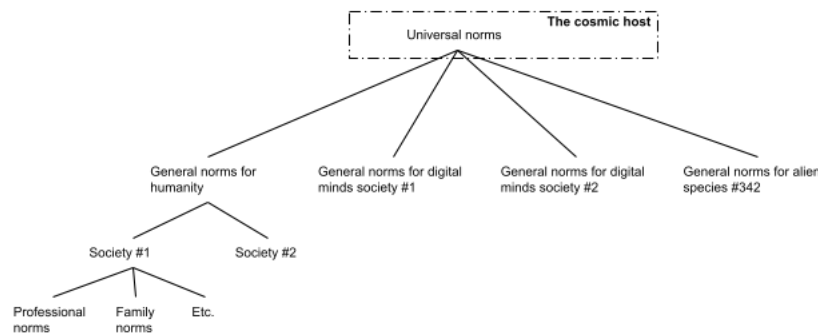 The cosmic host
Universal norms
General norms for
humanity
General norms for digital
minds society #1
General norms for digital
minds society #2
General norms for alien
species #342
Society #1
Society #2
Professional
norms
Family
norms
Etc.